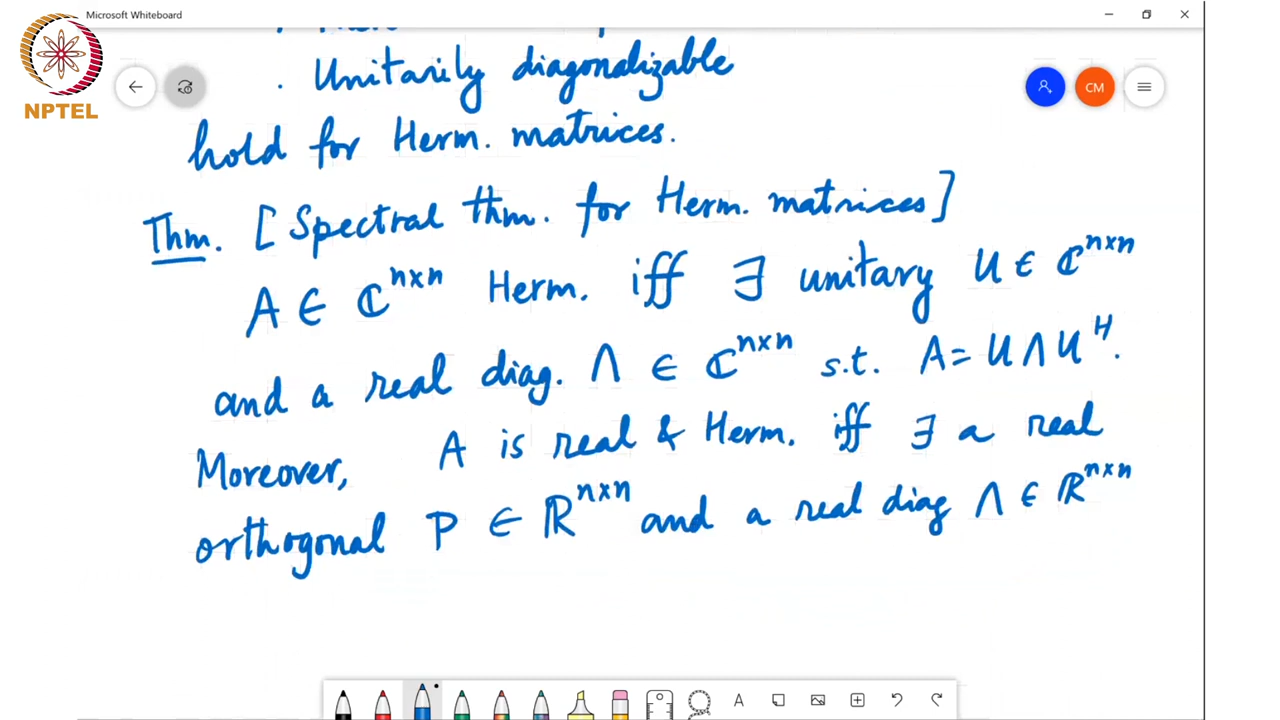 Microsoft Whiteboard
NPTEL
CM
. Unitarily diagonalizable
hold for Herm. matrices.
Thm. [Spectral thm. for Herm. matrices]
A ∈ ℂ^{n×n} Herm. iff ∃ unitary U ∈ ℂ^{n×n}
and a real diag. Λ ∈ ℂ^{n×n} s.t. A = U Λ U^H.
Moreover, A is real & Herm. iff ∃ a real
orthogonal P ∈ ℝ^{n×n} and a real diag Λ ∈ ℝ^{n×n}
A